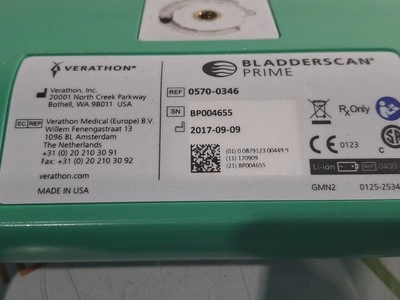 VERATHON®
Verathon, Inc.
20001 North Creek Parkway
Bothell, WA 98011 USA
EC REP Verathon Medical (Europe) B.V.
Willem Fenengastraat 13
1096 BL Amsterdam
The Netherlands
+31 (0) 20 210 30 91
Fax: +31 (0) 20 210 30 92
verathon.com
MADE IN USA
BLADDERSCAN®
PRIME
REF 0570-0346
SN BP004655
2017-09-09
(01) 0 0879123 00449 9
(11) 170909
(21) BP004655
Rx Only
CE 0123
C
Li-ion REF 0400
GMN2 0125-2534